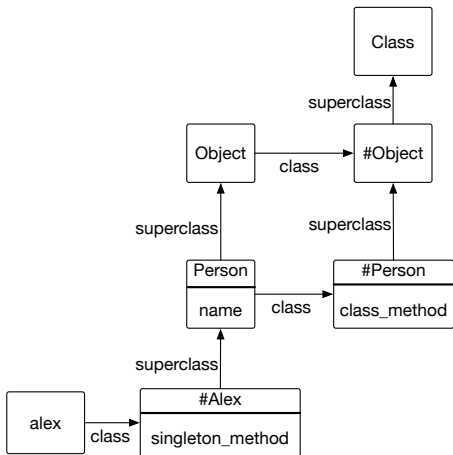 Class
superclass
Object
class
#Object
superclass
superclass
Person
name
class
#Person
class_method
superclass
alex
class
#Alex
singleton_method